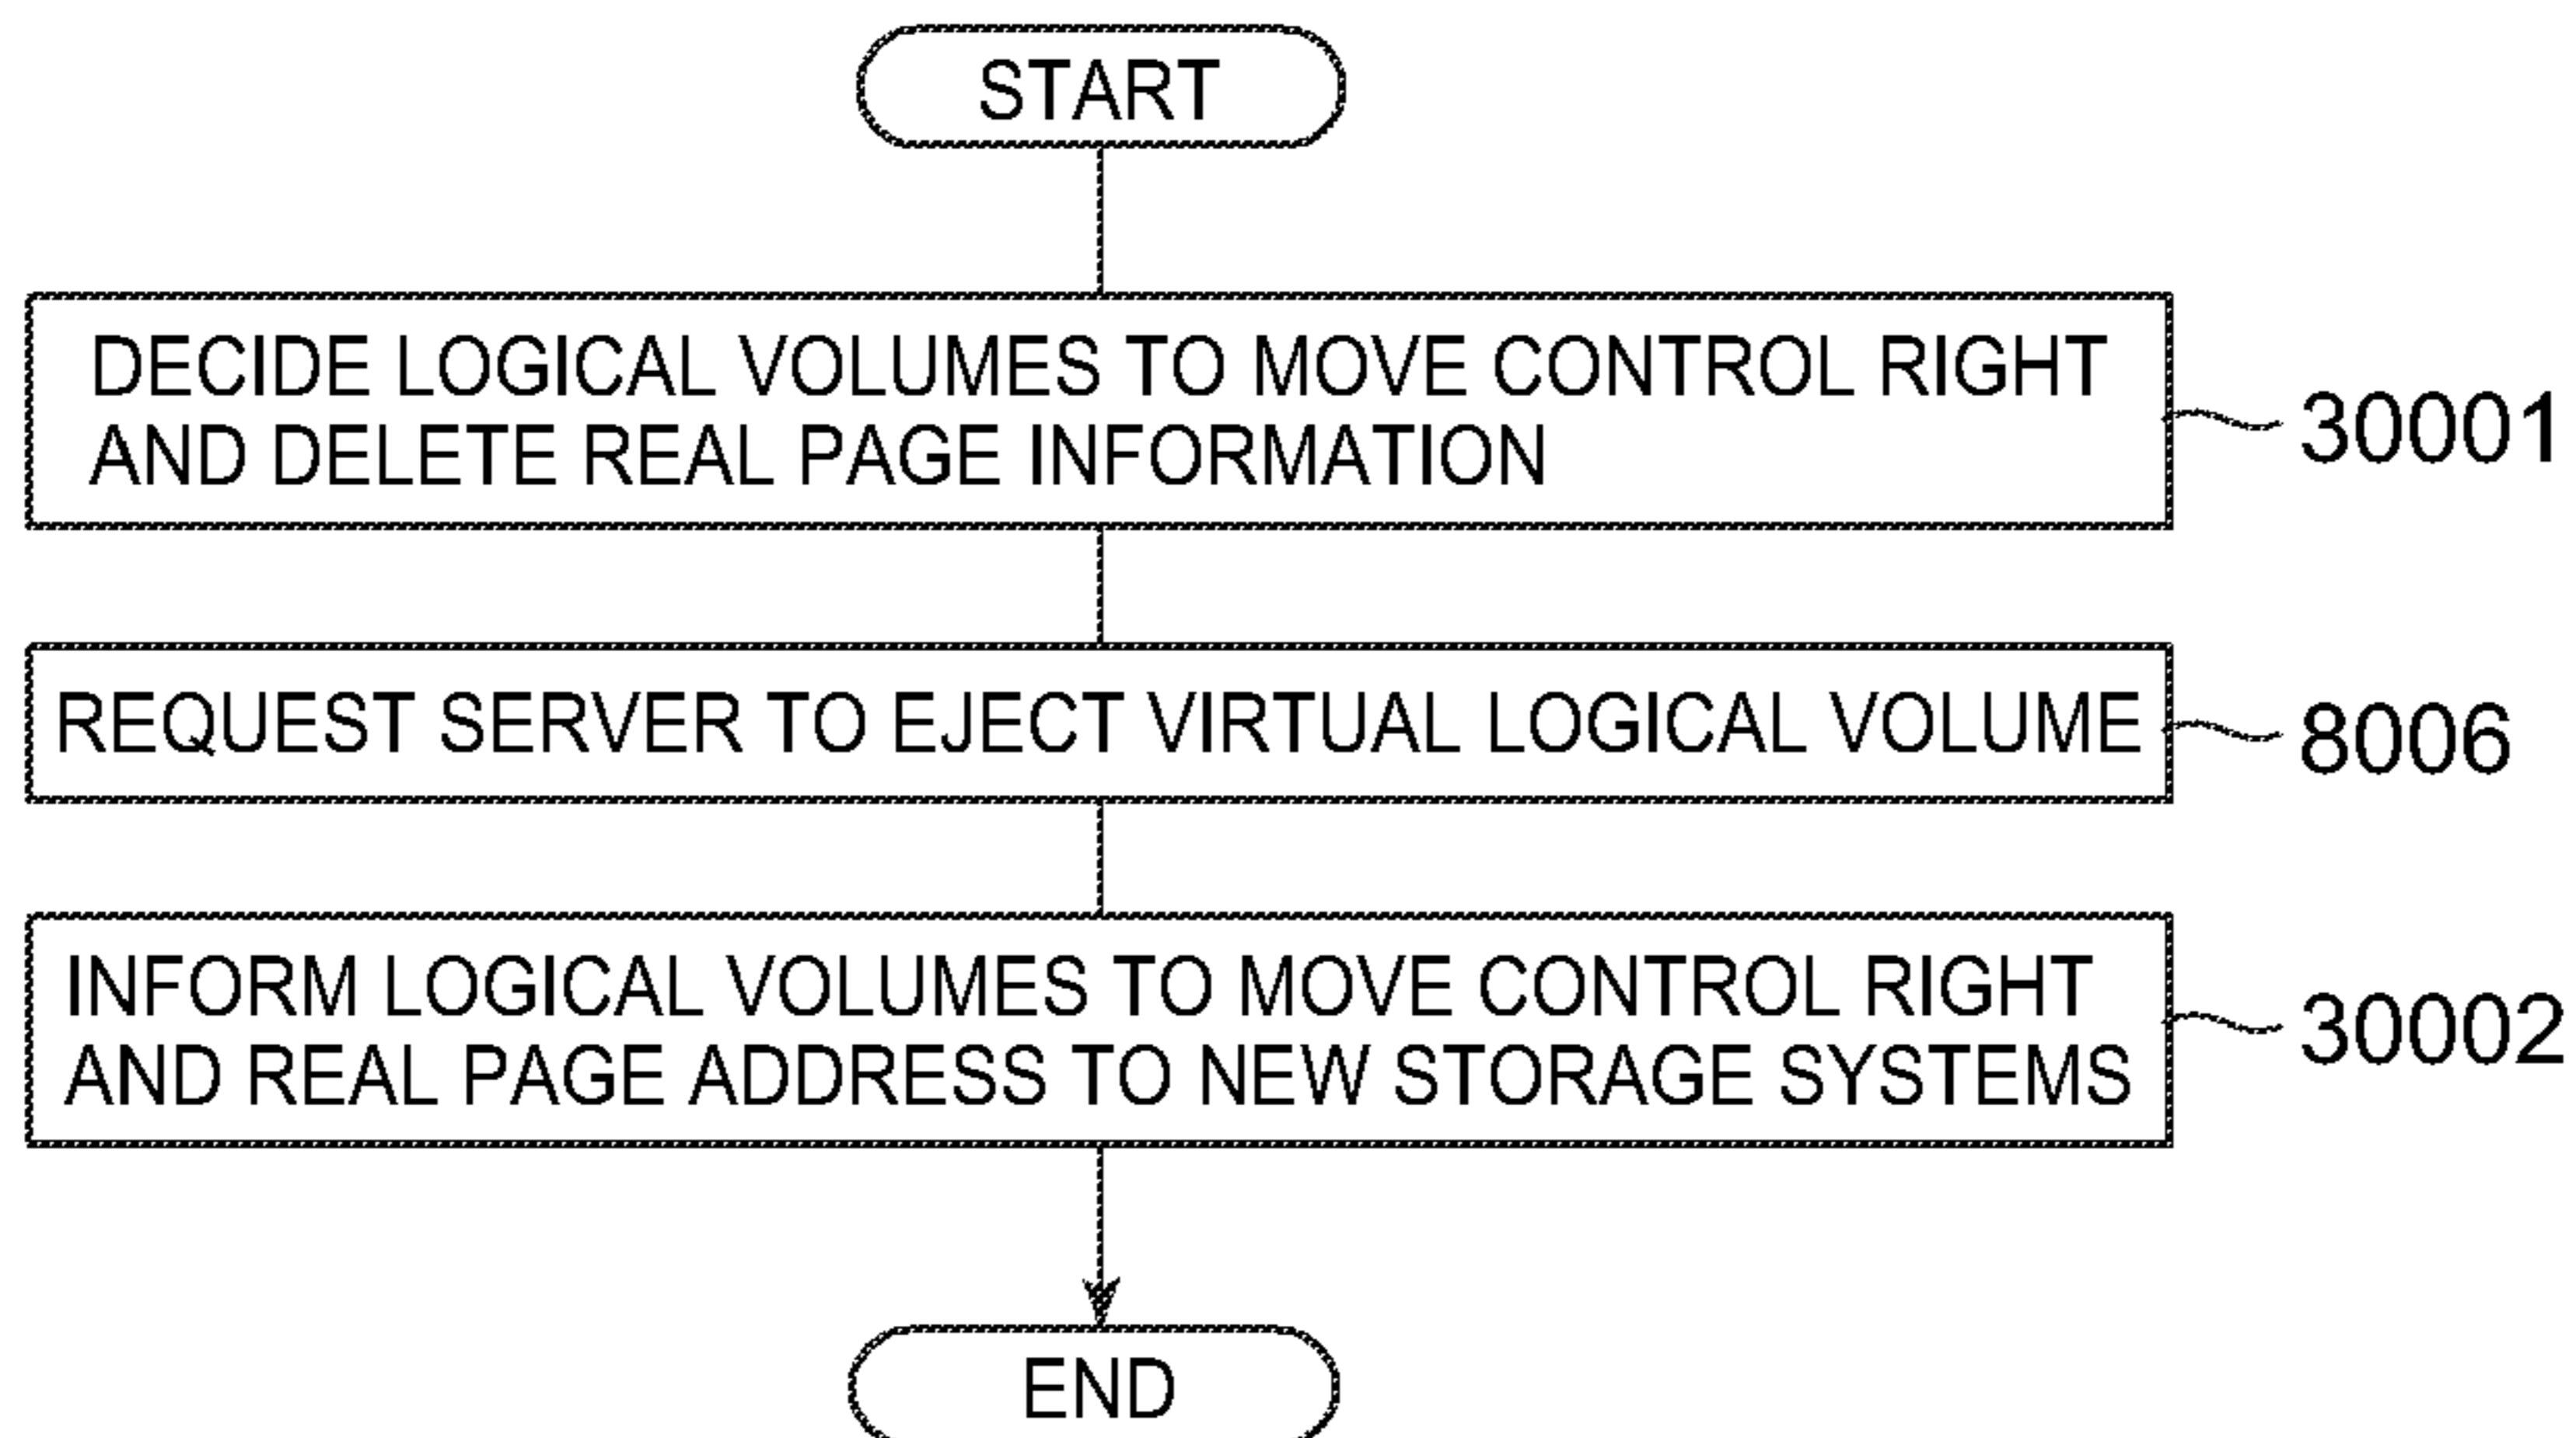 START
DECIDE LOGICAL VOLUMES TO MOVE CONTROL RIGHT
AND DELETE REAL PAGE INFORMATION
30001
REQUEST SERVER TO EJECT VIRTUAL LOGICAL VOLUME
8006
INFORM LOGICAL VOLUMES TO MOVE CONTROL RIGHT
AND REAL PAGE ADDRESS TO NEW STORAGE SYSTEMS
30002
END